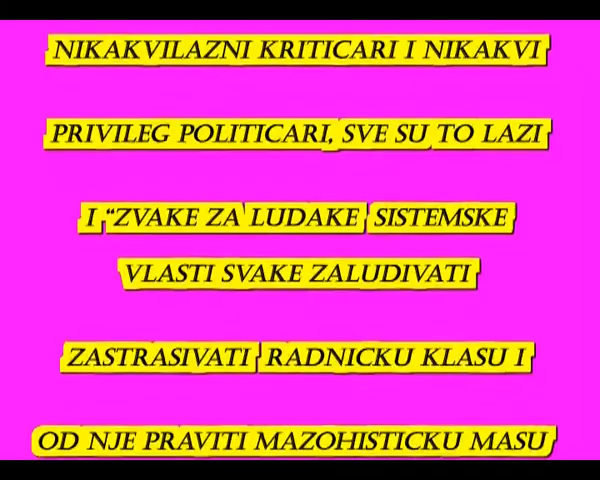 NIKAKVILAZNI KRITICARI I NIKAKVI
PRIVILEG POLITICARI, SVE SU TO LAZI
I “ZVAKE ZA LUDAKE SISTEMSKE
VLASTI SVAKE ZALUDIVATI
ZASTRASIVATI RADNICKU KLASU I
OD NJE PRAVITI MAZOHISTICKU MASU